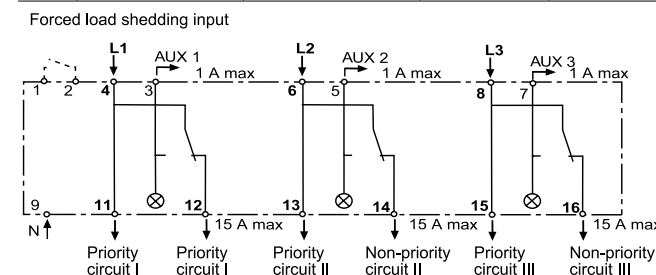 Forced load shedding input
L1 L2 L3
AUX 1 AUX 2 AUX 3
1 A max 1 A max 1 A max
1 2 4 3 6 5 8 7
9 11 12 13 14 15 16
N 15 A max 15 A max 15 A max
Priority Priority Priority Non-priority Priority Non-priority
circuit I circuit I circuit II circuit II circuit III circuit III